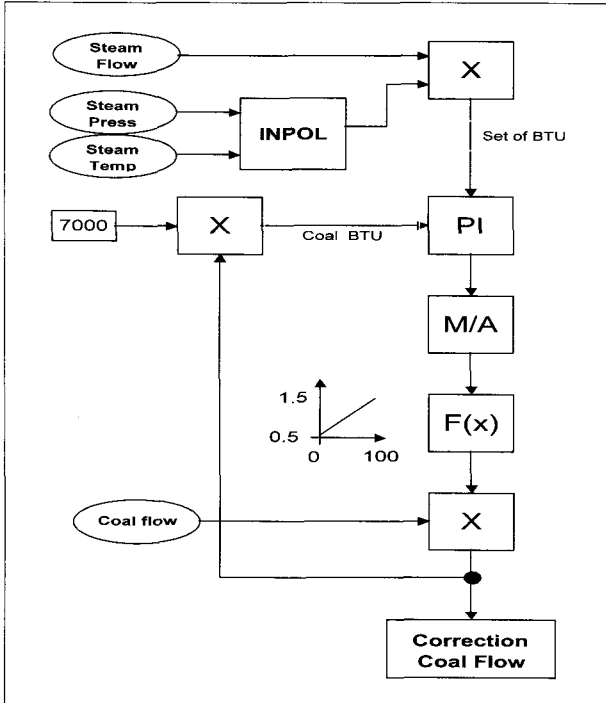 Steam
Flow
X
Steam
Press
INPOL
Set of BTU
Steam
Temp
7000
X
Coal BTU
PI
M/A
1.5
F(x)
0.5
0
100
Coal flow
X
Correction
Coal Flow